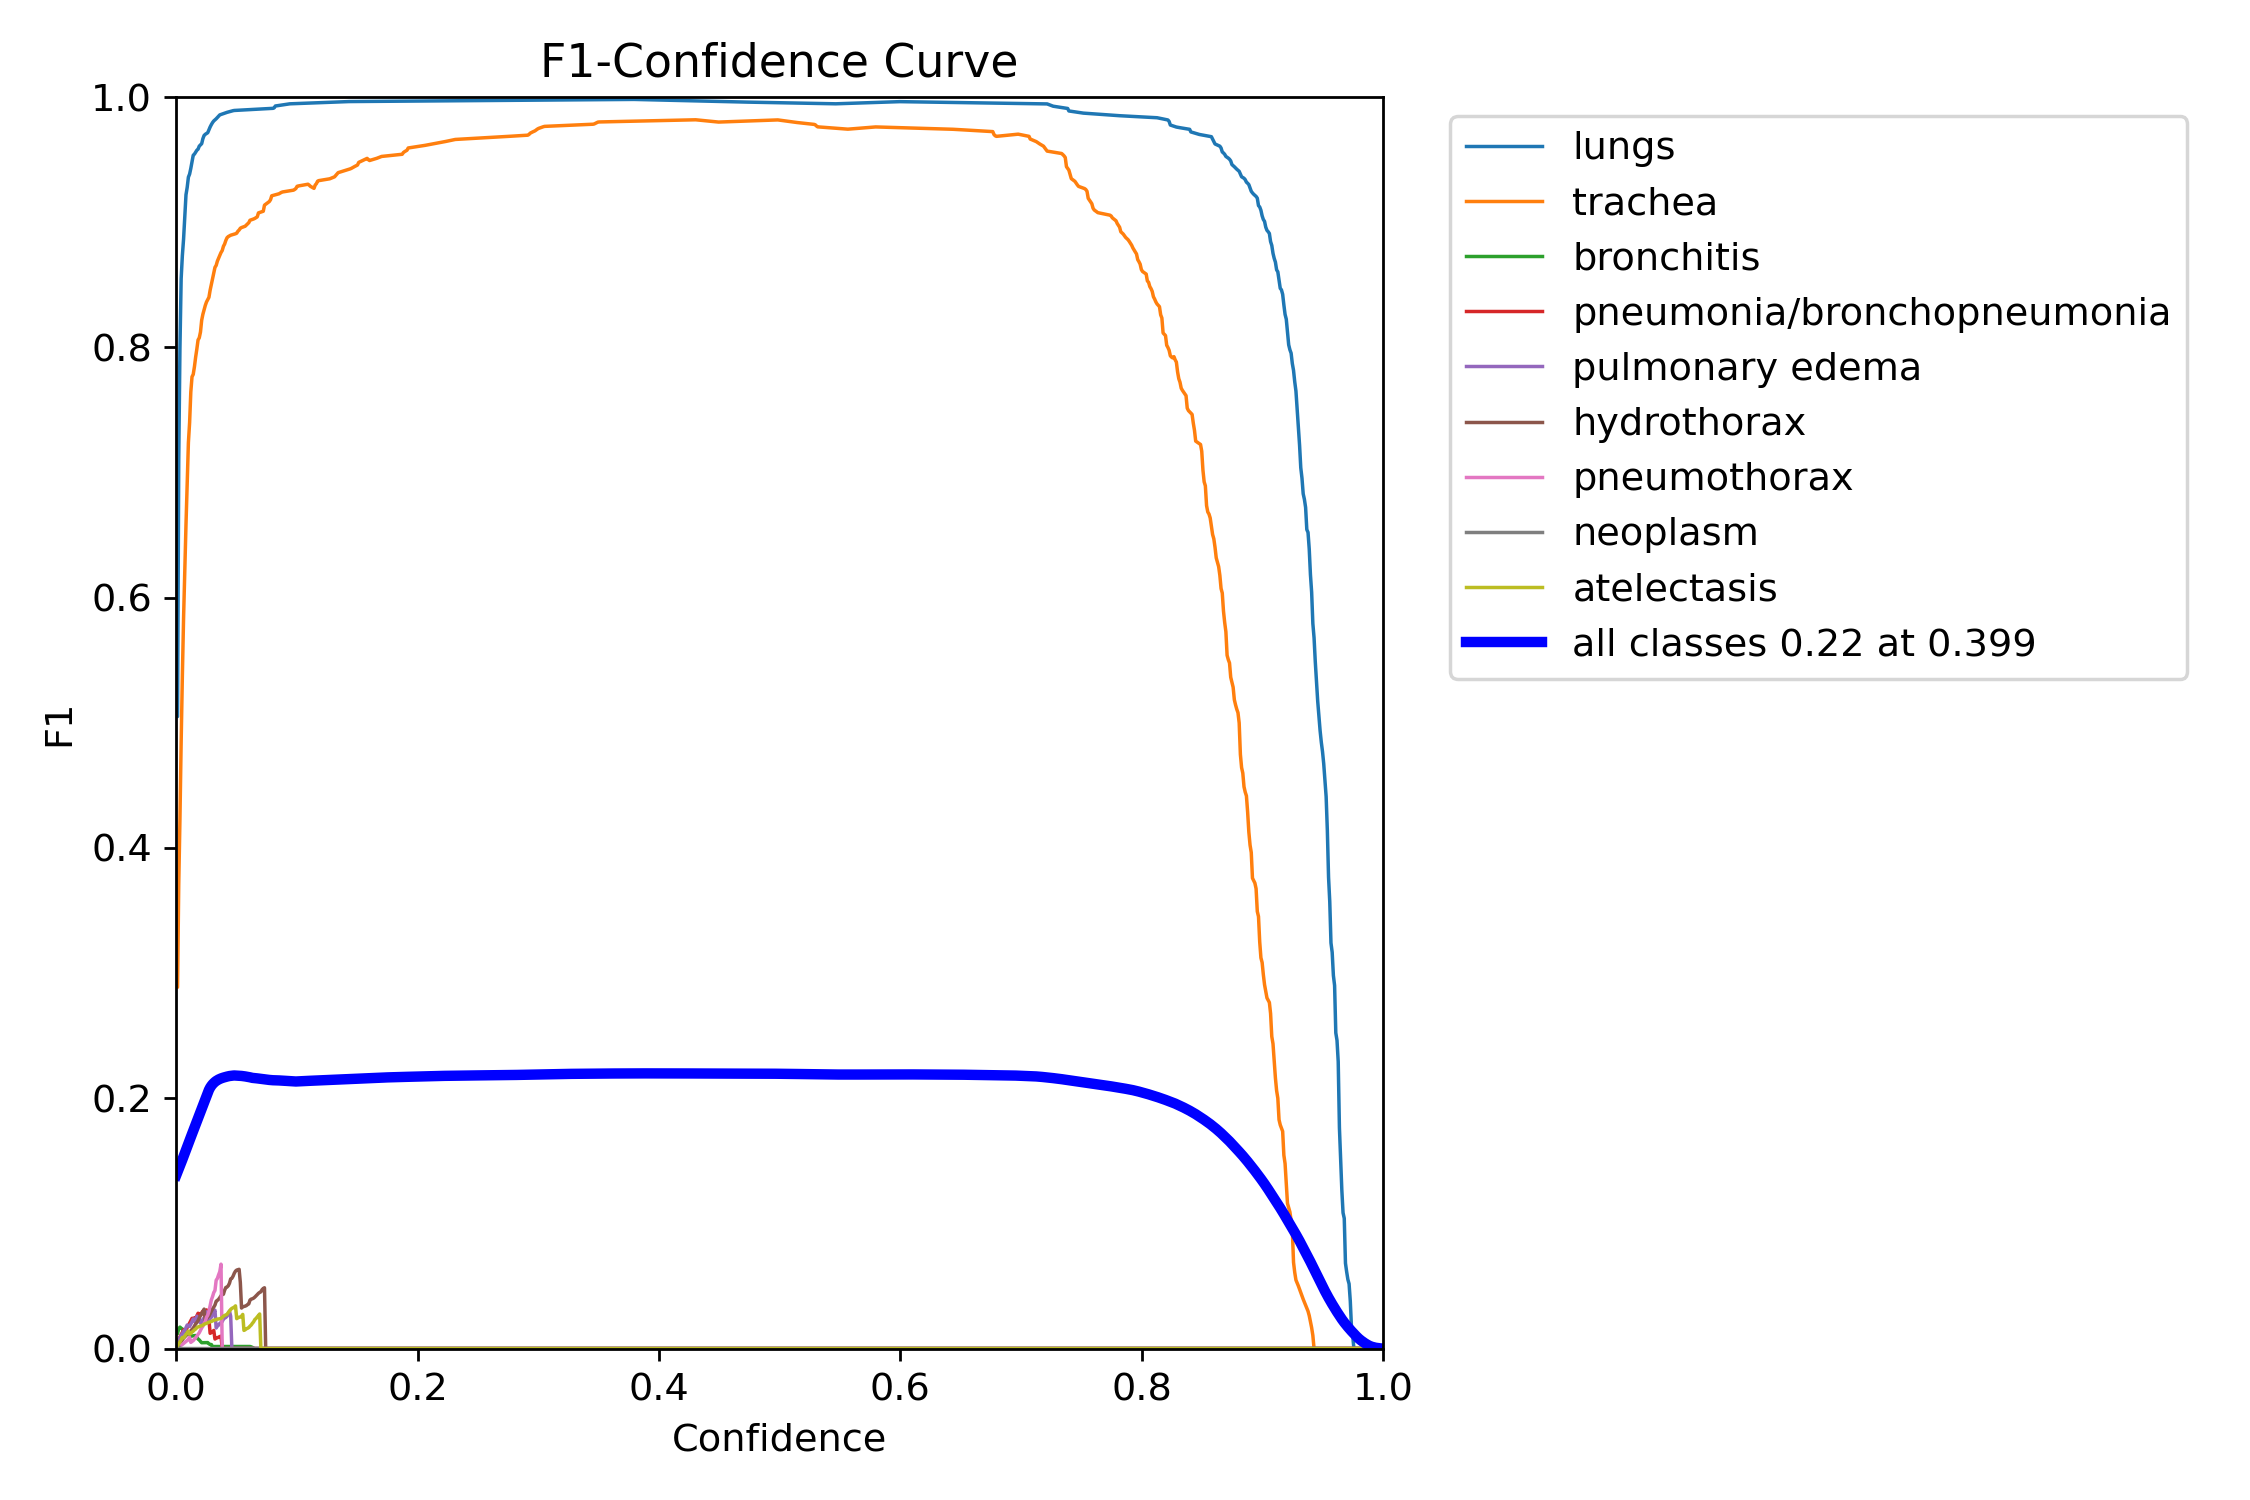 F1-Confidence Curve
1.0
0.8
0.6
0.4
0.2
0.0
F1
0.0 0.2 0.4 0.6 0.8 1.0
Confidence
lungs
trachea
bronchitis
pneumonia/bronchopneumonia
pulmonary edema
hydrothorax
pneumothorax
neoplasm
atelectasis
all classes 0.22 at 0.399